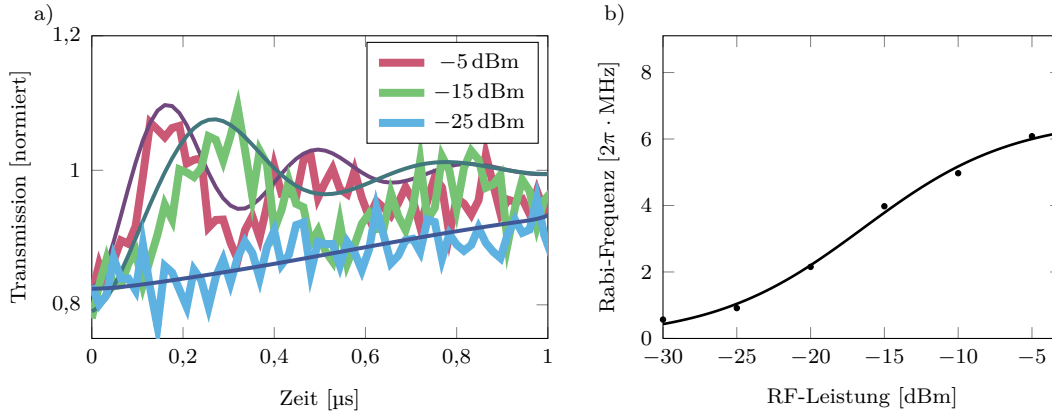 a)
1,2
1
0,8
Transmission [normiert]
−5 dBm
−15 dBm
−25 dBm
0
0,2
0,4
0,6
0,8
1
Zeit [µs]
b)
8
6
4
2
0
Rabi-Frequenz [2π · MHz]
−30
−25
−20
−15
−10
−5
RF-Leistung [dBm]